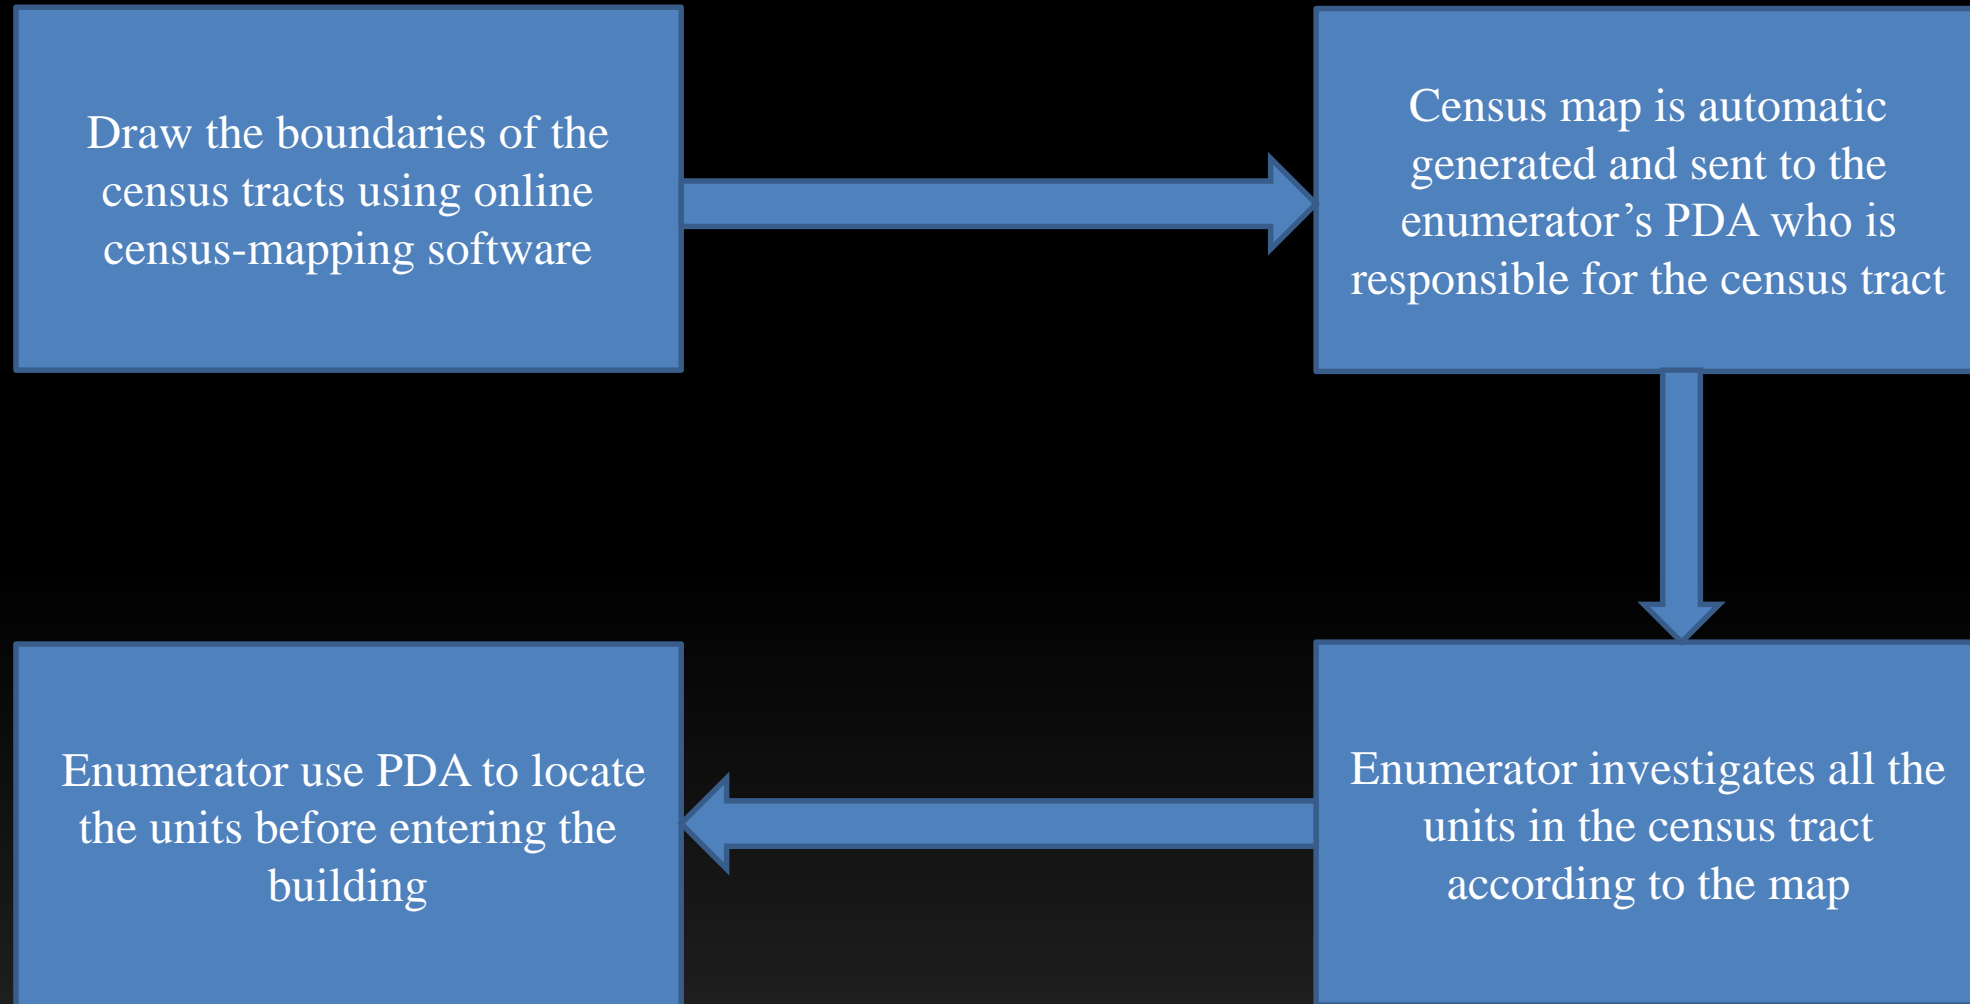 Draw the boundaries of the
census tracts using online
census-mapping software
Census map is automatic
generated and sent to the
enumerator’s PDA who is
responsible for the census tract
Enumerator investigates all the
units in the census tract
according to the map
Enumerator use PDA to locate
the units before entering the
building